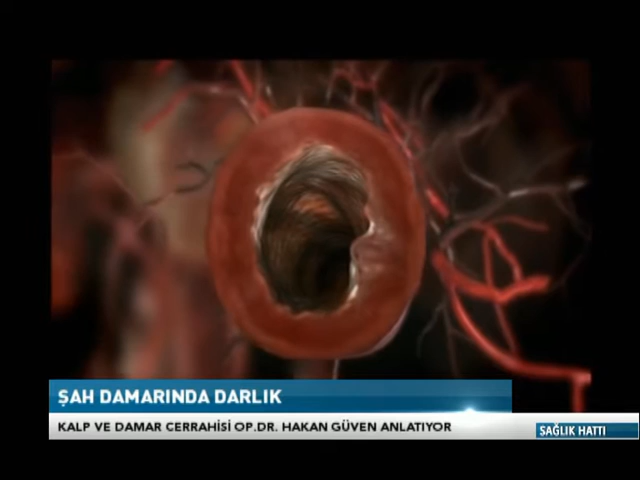 ŞAH DAMARINDA DARLIK
KALP VE DAMAR CERRAHİSİ OP.DR. HAKAN GÜVEN ANLATIYOR
SAĞLIK HATTI